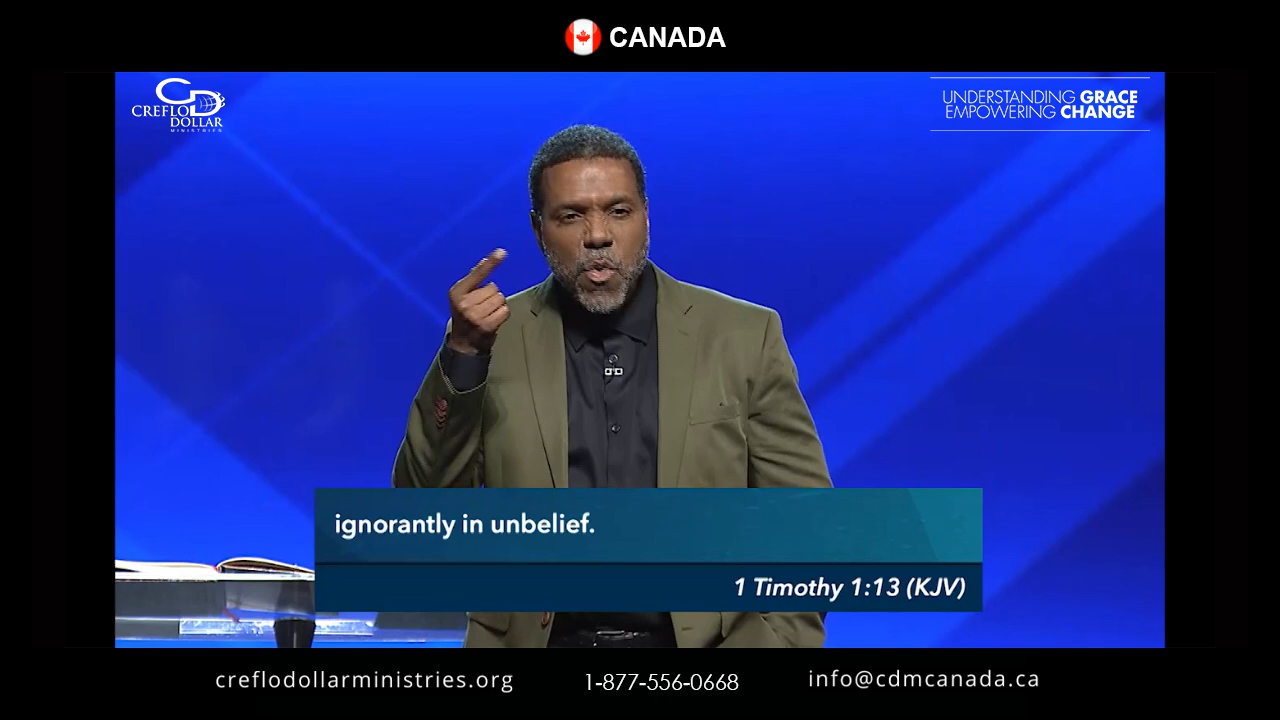 CANADA
CREFLO
DOLLAR
MINISTRIES
UNDERSTANDING GRACE
EMPOWERING CHANGE
ignorantly in unbelief.
1 Timothy 1:13 (KJV)
creflodollarministries.org
1-877-556-0668
info@cdmcanada.ca